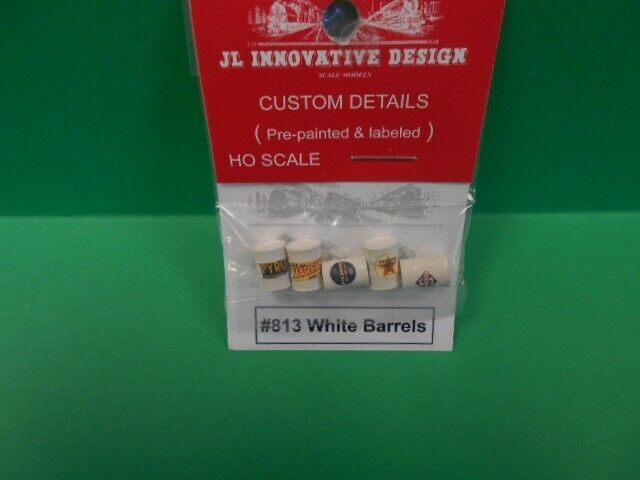 JL INNOVATIVE DESIGN
SCALE MODELS
CUSTOM DETAILS
( Pre-painted & labeled )
HO SCALE
#813 White Barrels